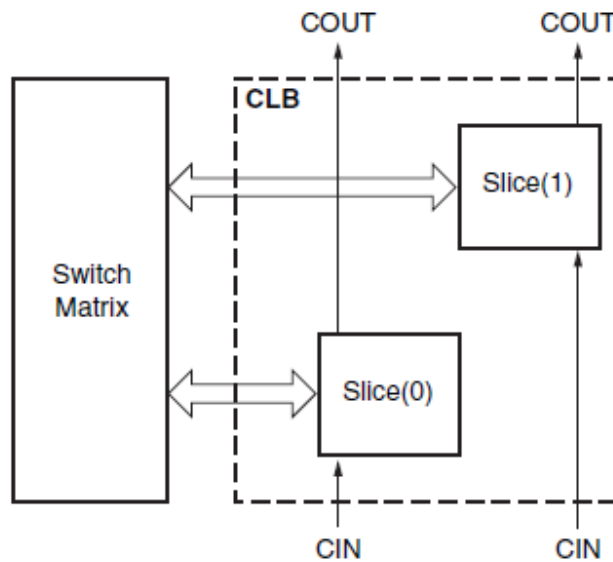 COUT
COUT
CLB
Slice(1)
Switch
Matrix
Slice(0)
CIN
CIN